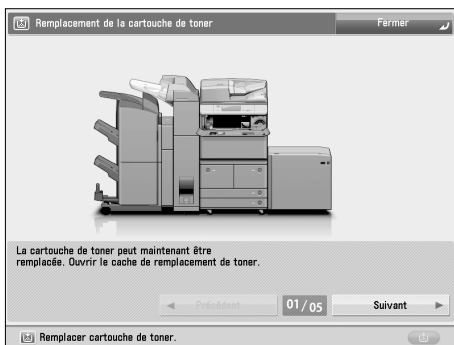 Remplacement de la cartouche de toner
Fermer
La cartouche de toner peut maintenant être
remplacée. Ouvrir le cache de remplacement de toner.
Précédent
01/05
Suivant
Remplacer cartouche de toner.